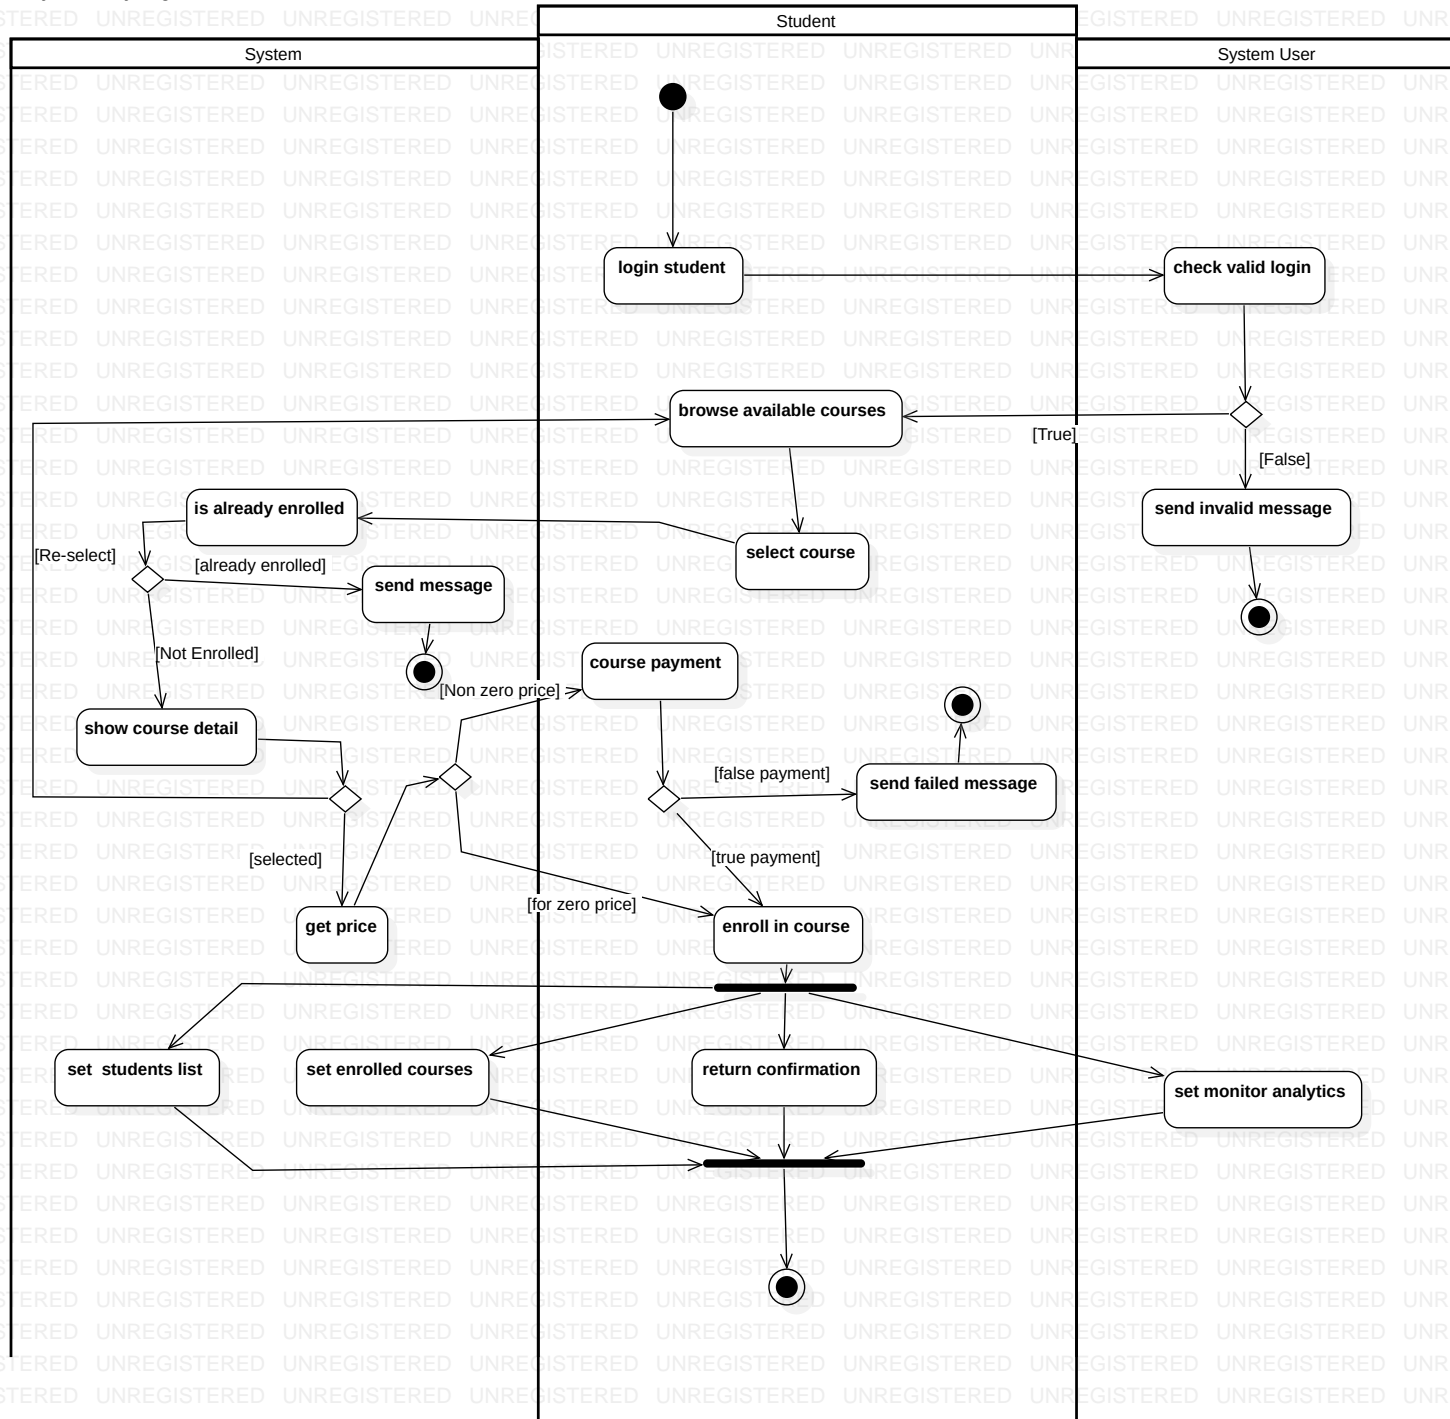 Student
System
System User
login student
check valid login
browse available courses
[True]
[False]
is already enrolled
send invalid message
select course
[Re-select]
[already enrolled]
send message
[Not Enrolled]
course payment
[Non zero price]
show course detail
[false payment]
send failed message
[selected]
[true payment]
[for zero price]
get price
enroll in course
set  students list
set enrolled courses
return confirmation
set monitor analytics
UNREGISTERED